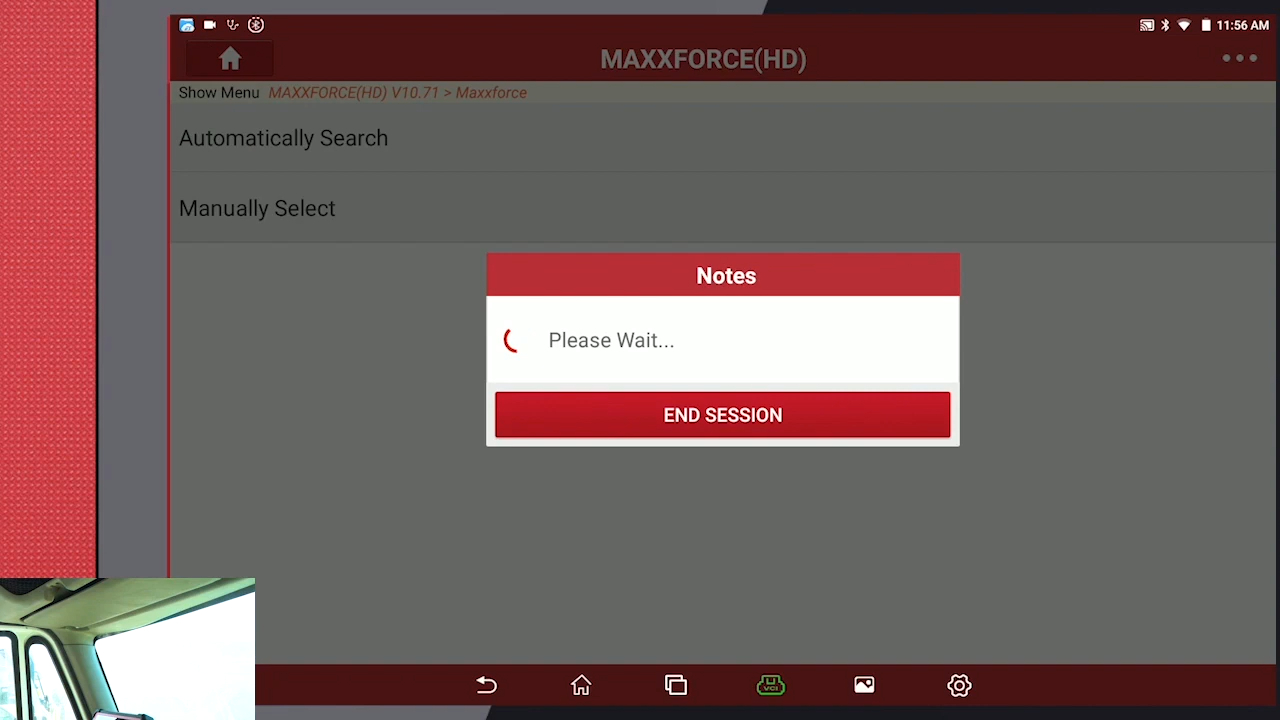 11:56 AM
MAXXFORCE(HD)
Show Menu MAXXFORCE(HD) V10.71 > Maxxforce
Automatically Search
Manually Select
Notes
Please Wait...
END SESSION
VCI